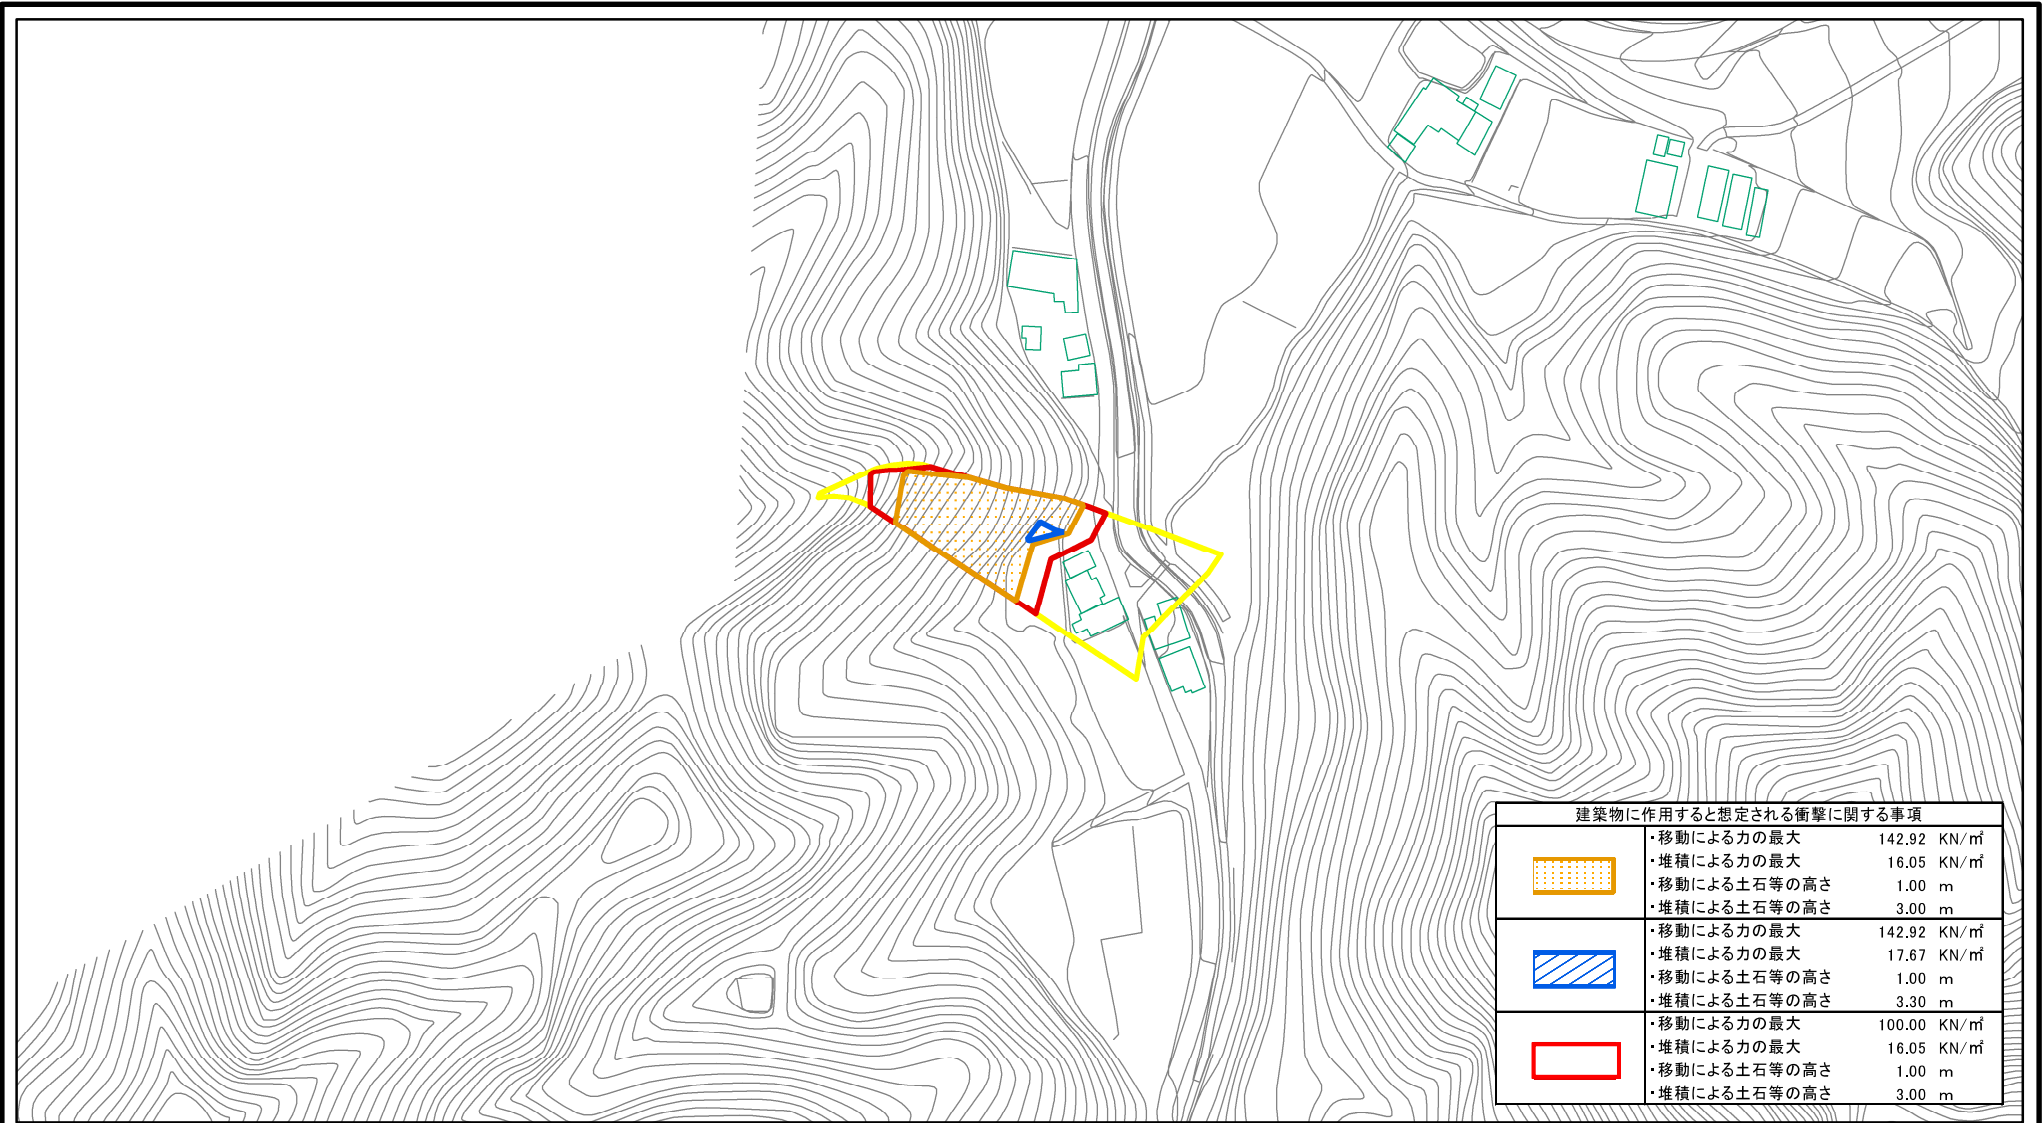 建築物に作用すると想定される衝撃に関する事項
・移動による力の最大 142.92 KN/㎡
・堆積による力の最大 16.05 KN/㎡
・移動による土石等の高さ 1.00 m
・堆積による土石等の高さ 3.00 m
・移動による力の最大 142.92 KN/㎡
・堆積による力の最大 17.67 KN/㎡
・移動による土石等の高さ 1.00 m
・堆積による土石等の高さ 3.30 m
・移動による力の最大 100.00 KN/㎡
・堆積による力の最大 16.05 KN/㎡
・移動による土石等の高さ 1.00 m
・堆積による土石等の高さ 3.00 m